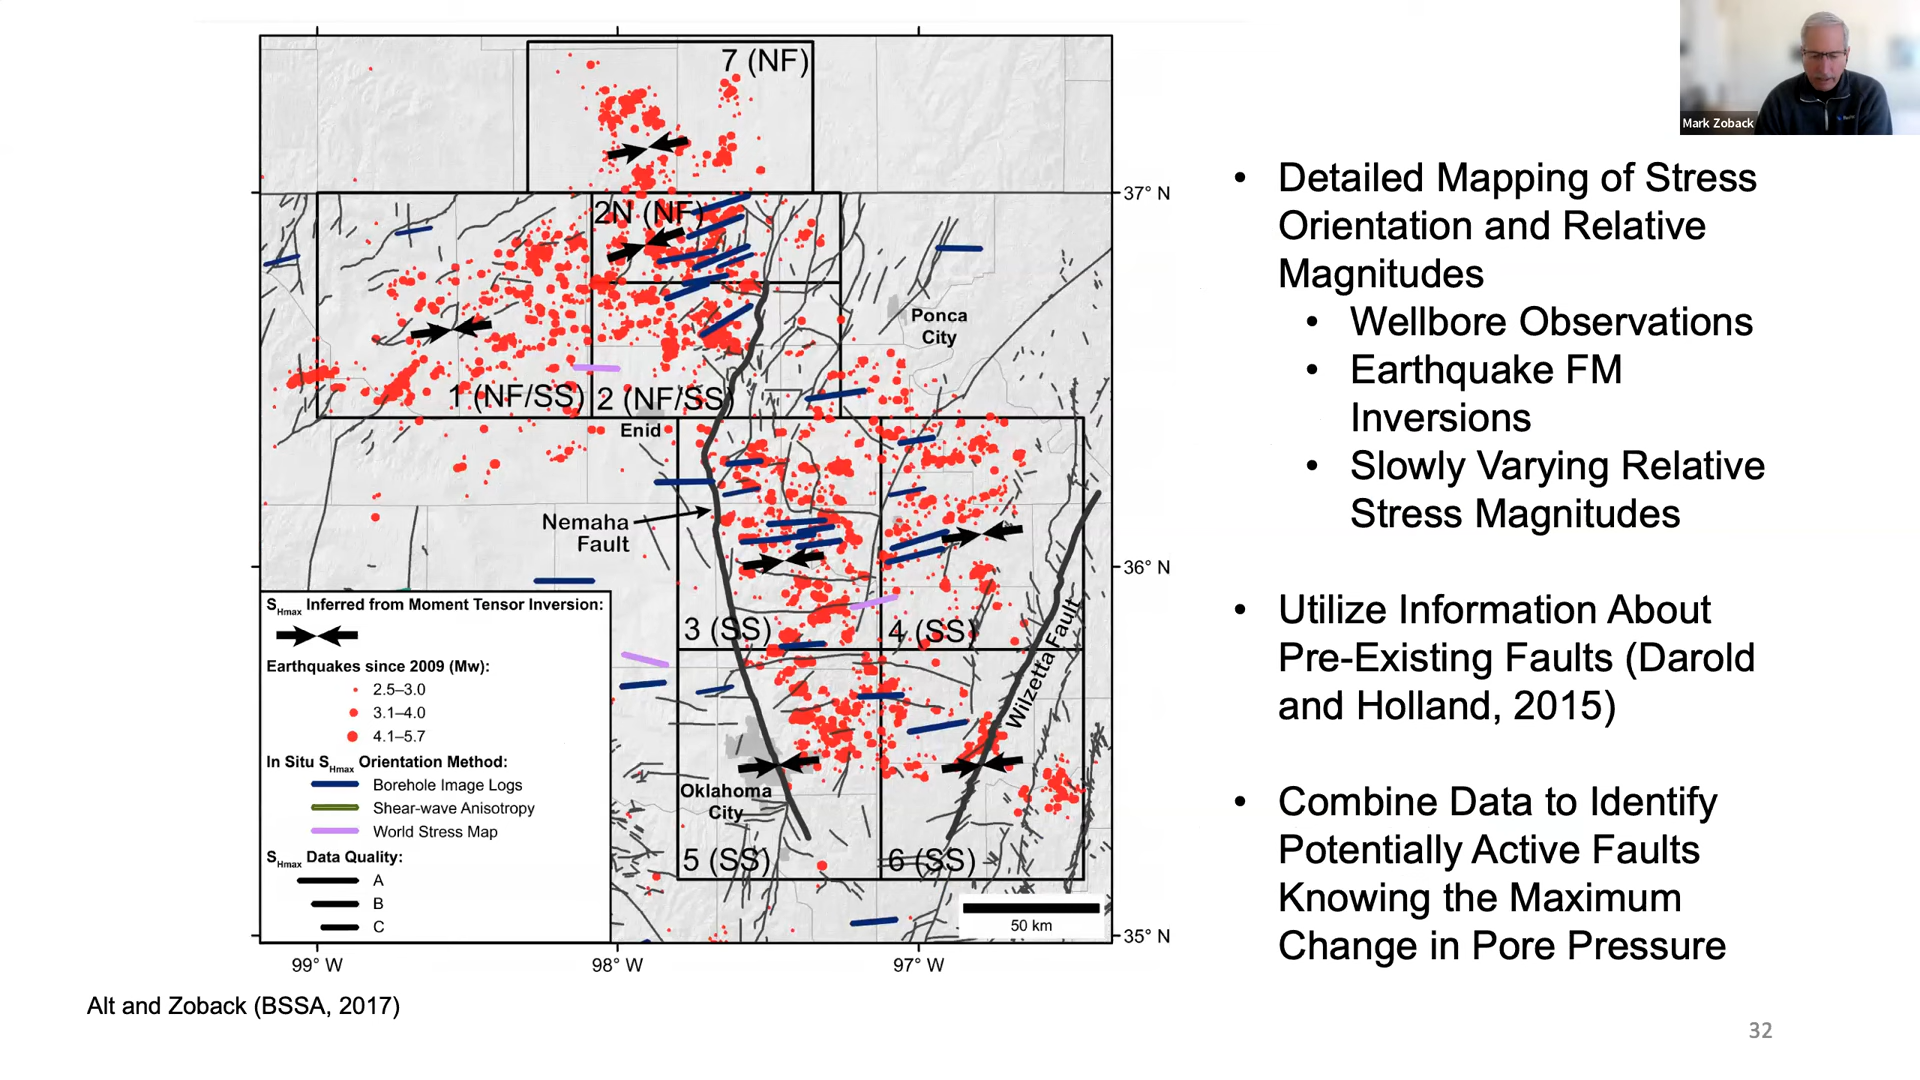 7 (NF)
2N (NF)
37° N
Ponca
City
1 (NF/SS)
2 (NF/SS)
Enid
Nemaha
Fault
36° N
3 (SS)
4 (SS)
Wilzetta Fault
Oklahoma
City
5 (SS)
6 (SS)
50 km
35° N
99° W
98° W
97° W
SHmax Inferred from Moment Tensor Inversion:
Earthquakes since 2009 (Mw):
2.5–3.0
3.1–4.0
4.1–5.7
In Situ SHmax Orientation Method:
Borehole Image Logs
Shear-wave Anisotropy
World Stress Map
SHmax Data Quality:
A
B
C
Alt and Zoback (BSSA, 2017)
Mark Zoback
• Detailed Mapping of Stress
Orientation and Relative
Magnitudes
• Wellbore Observations
• Earthquake FM
Inversions
• Slowly Varying Relative
Stress Magnitudes
• Utilize Information About
Pre-Existing Faults (Darold
and Holland, 2015)
• Combine Data to Identify
Potentially Active Faults
Knowing the Maximum
Change in Pore Pressure
32